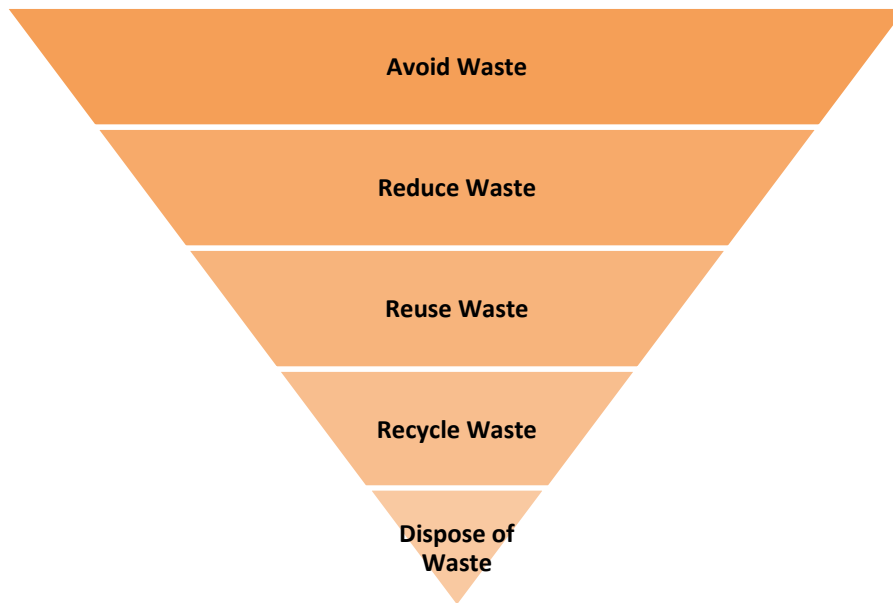 Avoid Waste
Reduce Waste
Reuse Waste
Recycle Waste
Dispose of
Waste